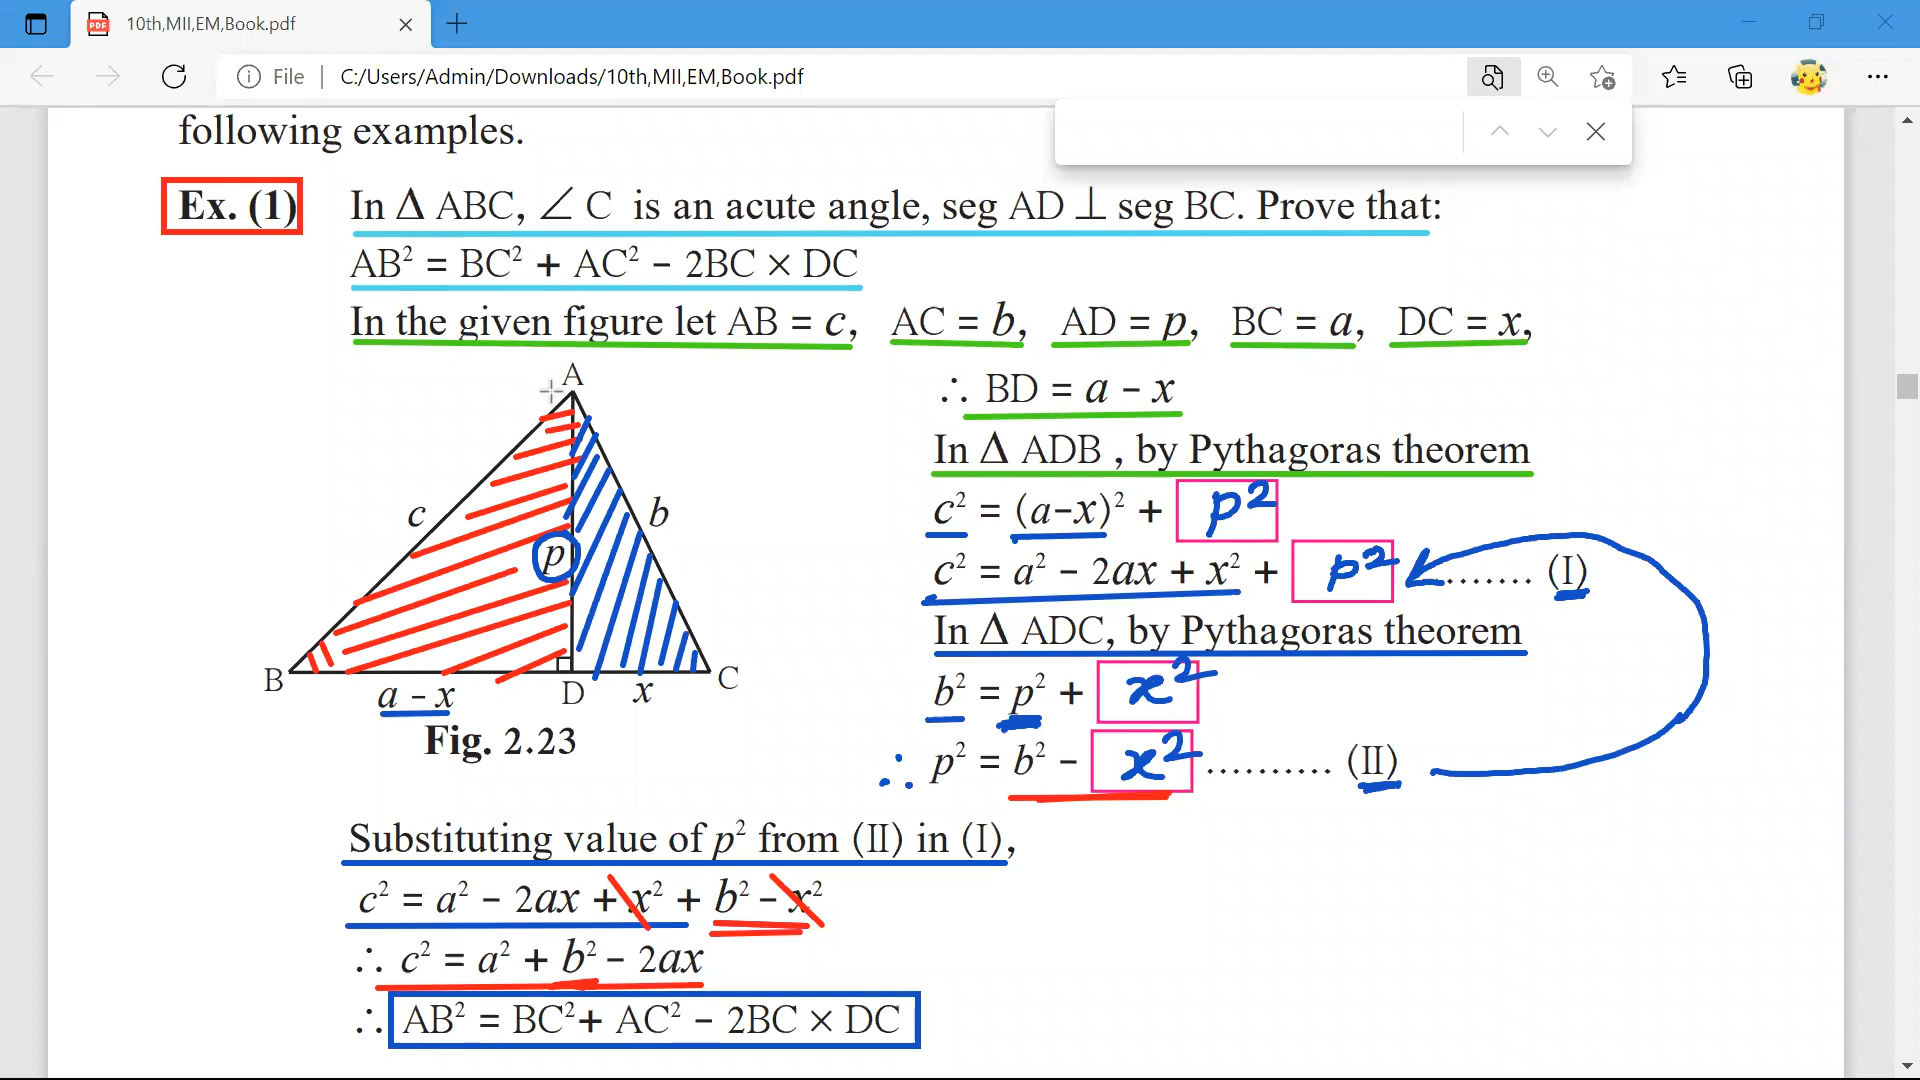 10th,MII,EM,Book.pdf
File | C:/Users/Admin/Downloads/10th,MII,EM,Book.pdf
following examples.
Ex. (1) In Δ ABC, ∠ C is an acute angle, seg AD ⊥ seg BC. Prove that:
AB² = BC² + AC² − 2BC × DC
In the given figure let AB = c, AC = b, AD = p, BC = a, DC = x,
∴ BD = a − x
In Δ ADB , by Pythagoras theorem
c² = (a−x)² + p²
c² = a² − 2ax + x² + p² ....... (I)
In Δ ADC, by Pythagoras theorem
b² = p² + x²
∴ p² = b² − x² .......... (II)
A
c
b
p
B
a − x
D
x
C
Fig. 2.23
Substituting value of p² from (II) in (I),
c² = a² − 2ax + x² + b² − x²
∴ c² = a² + b² − 2ax
∴ AB² = BC² + AC² − 2BC × DC